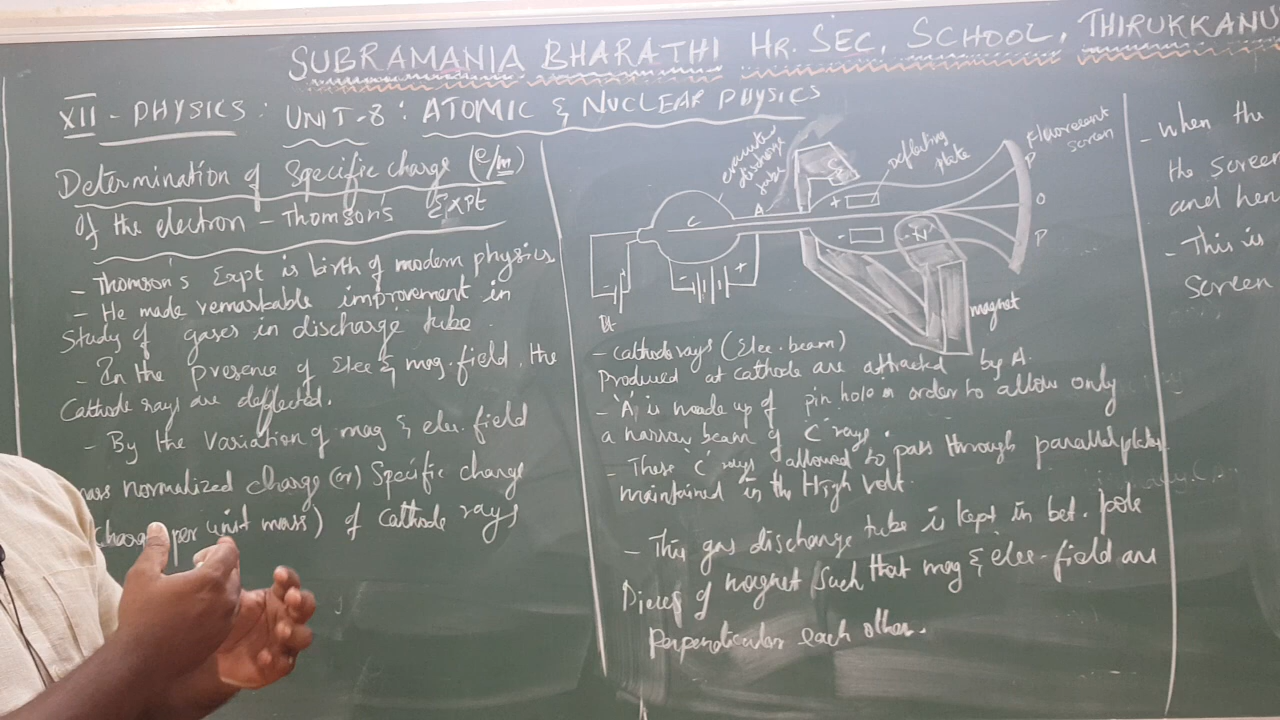 SUBRAMANIA BHARATHI HR. SEC. SCHOOL, THIRUKKANU
XII - PHYSICS : UNIT-8 : ATOMIC & NUCLEAR PHYSICS
Determination of Specific charge (e/m)
of the electron - Thomson's Expt
- Thomson's Expt is birth of modern physics
- He made remarkable improvement in
study of gases in discharge tube.
- In the presence of Elec & mag. field, the
Cathode rays are deflected.
- By the Variation of mag & elec. field
mass normalized charge (or) Specific charge
charge per unit mass) of Cathode rays
evacuated
discharge
tube
deflecting
plate
Fluorescent
screen
P
S
C
A
+
O
-
N
P
- +
Bt
- +
magnet
- Cathode rays (Elec. beam)
Produced at cathode are attracted by A.
- 'A' is made up of pin hole in order to allow only
a narrow beam of 'C' rays
- These 'C' rays allowed to pass through parallel plates
maintained in the High volt.
- This gas discharge tube is kept in bet. pole
Pieces of magnet such that mag & elec-field are
perpendicular each other.
- when the
the screen
and hen
- This is
Screen